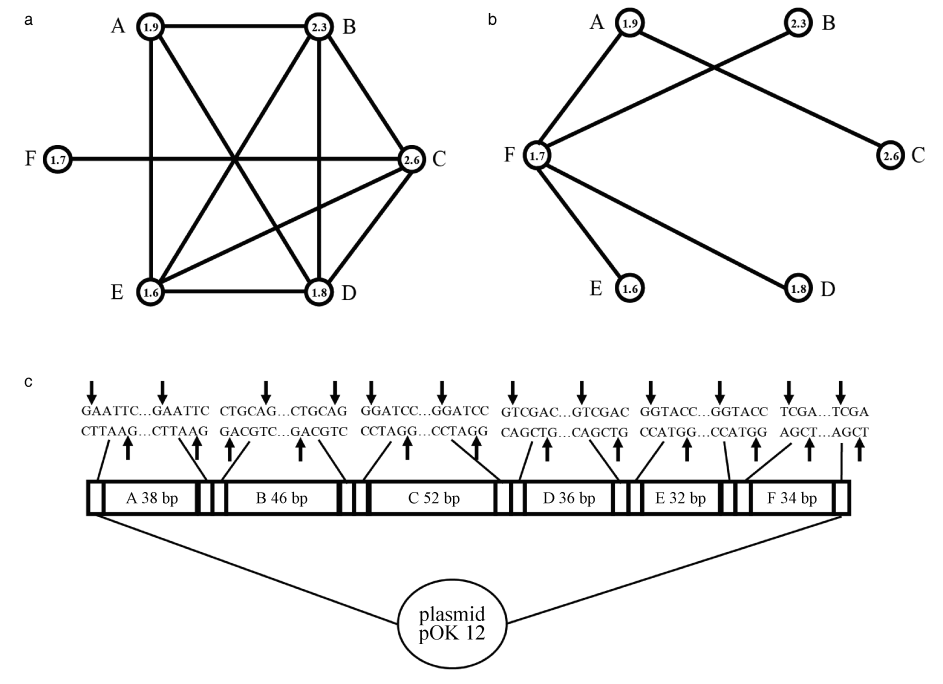 a
A 1.9
2.3 B
F 1.7
2.6 C
E 1.6
1.8 D
b
A 1.9
2.3 B
F 1.7
2.6 C
E 1.6
1.8 D
c
GAATTC...GAATTC CTGCAG...CTGCAG GGATCC...GGATCC GTCGAC...GTCGAC GGTACC...GGTACC TCGA...TCGA
CTTAAG...CTTAAG GACGTC...GACGTC CCTAGG...CCTAGG CAGCTG...CAGCTG CCATGG...CCATGG AGCT...AGCT
A 38 bp B 46 bp C 52 bp D 36 bp E 32 bp F 34 bp
plasmid
pOK 12